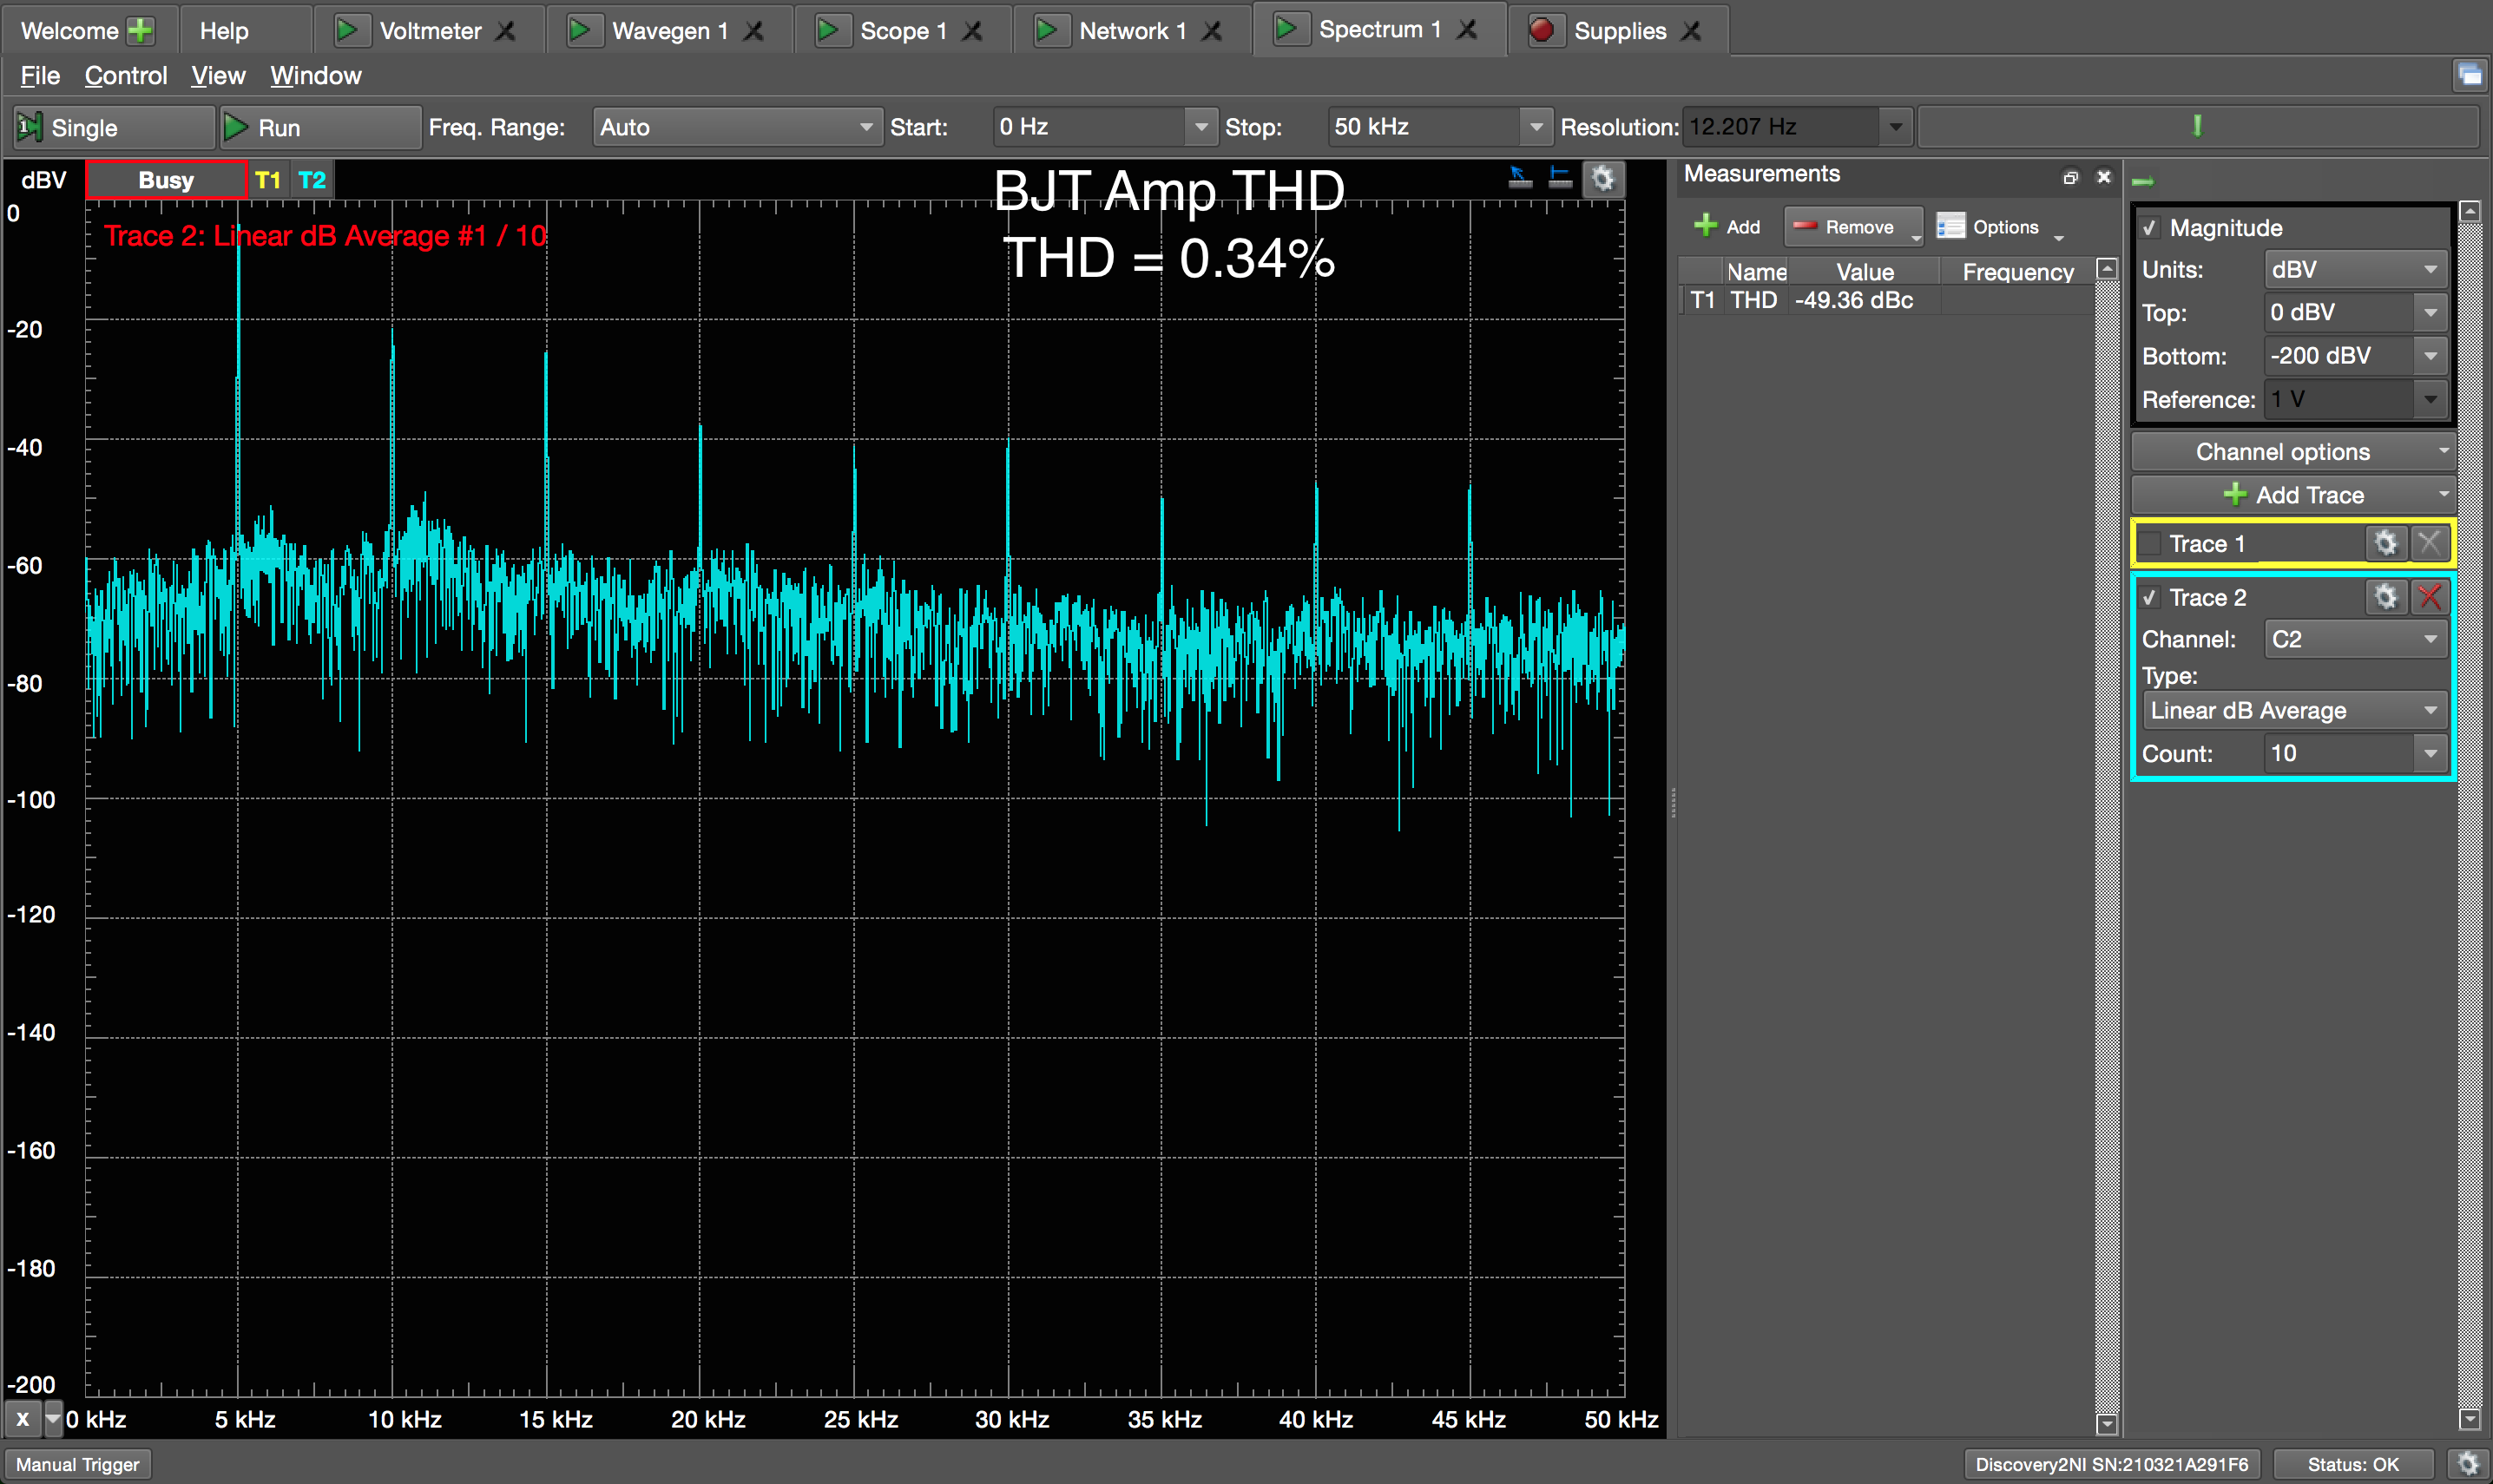 Welcome Help Voltmeter Wavegen 1 Scope 1 Network 1 Spectrum 1 Supplies
File Control View Window
Single Run Freq. Range: Auto Start: 0 Hz Stop: 50 kHz Resolution: 12.207 Hz
dBV Busy T1 T2
BJT Amp THD
THD = 0.34%
Trace 2: Linear dB Average #1 / 10
0
-20
-40
-60
-80
-100
-120
-140
-160
-180
-200
X 0 kHz 5 kHz 10 kHz 15 kHz 20 kHz 25 kHz 30 kHz 35 kHz 40 kHz 45 kHz 50 kHz
Measurements
Add Remove Options
Name Value Frequency
T1 THD -49.36 dBc
Magnitude
Units: dBV
Top: 0 dBV
Bottom: -200 dBV
Reference: 1 V
Channel options
Add Trace
Trace 1
Trace 2
Channel: C2
Type:
Linear dB Average
Count: 10
Manual Trigger Discovery2NI SN:210321A291F6 Status: OK